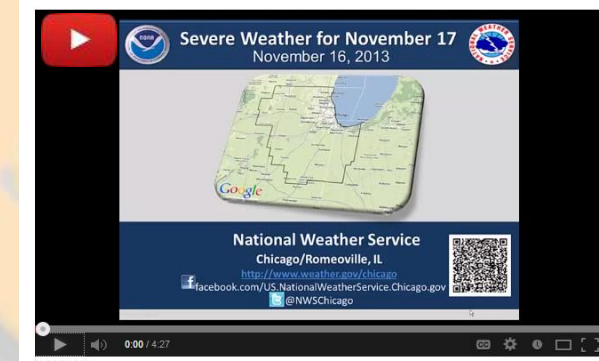 Severe Weather for November 17
November 16, 2013
Google
National Weather Service
Chicago/Romeoville, IL
http://www.weather.gov/chicago
facebook.com/US.NationalWeatherService.Chicago.gov
@NWSChicago
0:00 / 4:27
CC